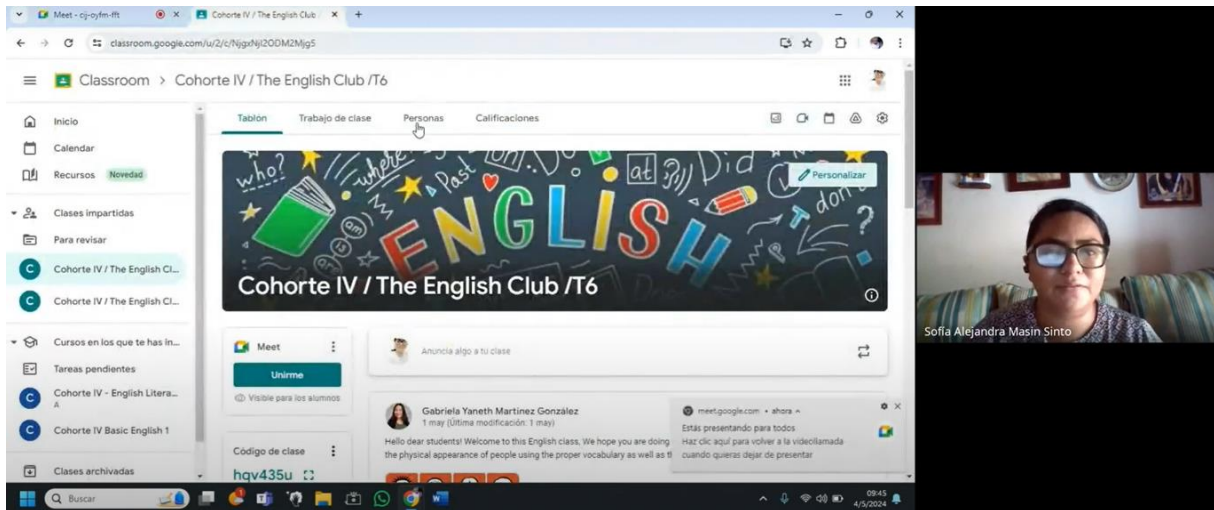 Meet - cij-oyfm-fft
Cohorte IV / The English Club
classroom.google.com/u/2/c/NjgxNjI2ODM2Mjg5
Classroom > Cohorte IV / The English Club /T6
Inicio
Calendar
Recursos Novedad
Clases impartidas
Para revisar
C Cohorte IV / The English Cl...
C Cohorte IV / The English Cl...
Cursos en los que te has in...
Tareas pendientes
C Cohorte IV - English Litera...
A
C Cohorte IV Basic English 1
Clases archivadas
Tablón Trabajo de clase Personas Calificaciones
who? where Past at Did don't ?
am is are
ENGLISH
Personalizar
Cohorte IV / The English Club /T6
Meet
Unirme
Visible para los alumnos
Código de clase
hqv435u
Anuncia algo a tu clase
Gabriela Yaneth Martínez González
1 may (Última modificación: 1 may)
Hello dear students! Welcome to this English class, We hope you are doing
the physical appearance of people using the proper vocabulary as well as t
meet.google.com • ahora
Estás presentando para todos
Haz clic aquí para volver a la videollamada
cuando quieras dejar de presentar
Buscar
09:45
4/5/2024
Sofía Alejandra Masin Sinto